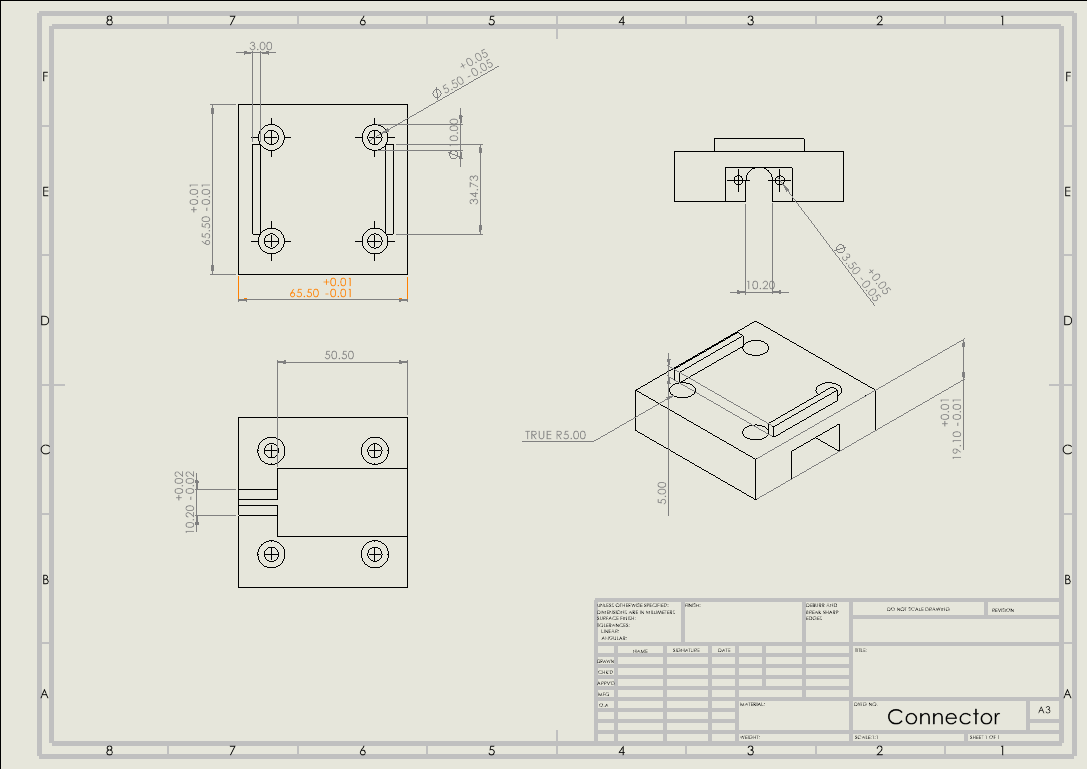 8 7 6 5 4 3 2 1
F F
E E
D D
C C
B B
A A
8 7 6 5 4 3 2 1
3.00
+0.05
Ø5.50 -0.05
Ø10.00
34.73
+0.01
65.50 -0.01
+0.01
65.50 -0.01
Ø3.50 +0.05
-0.05
10.20
50.50
+0.02
10.20 -0.02
TRUE R5.00
5.00
+0.01
19.10 -0.01
UNLESS OTHERWISE SPECIFIED:
DIMENSIONS ARE IN MILLIMETERS
SURFACE FINISH:
TOLERANCES:
LINEAR:
ANGULAR:
FINISH:
DEBURR AND
BREAK SHARP
EDGES
DO NOT SCALE DRAWING
REVISION
NAME SIGNATURE DATE
DRAWN
CHK'D
APPV'D
MFG
Q.A
TITLE:
MATERIAL:
DWG NO.
Connector
A3
WEIGHT:
SCALE:1:1
SHEET 1 OF 1